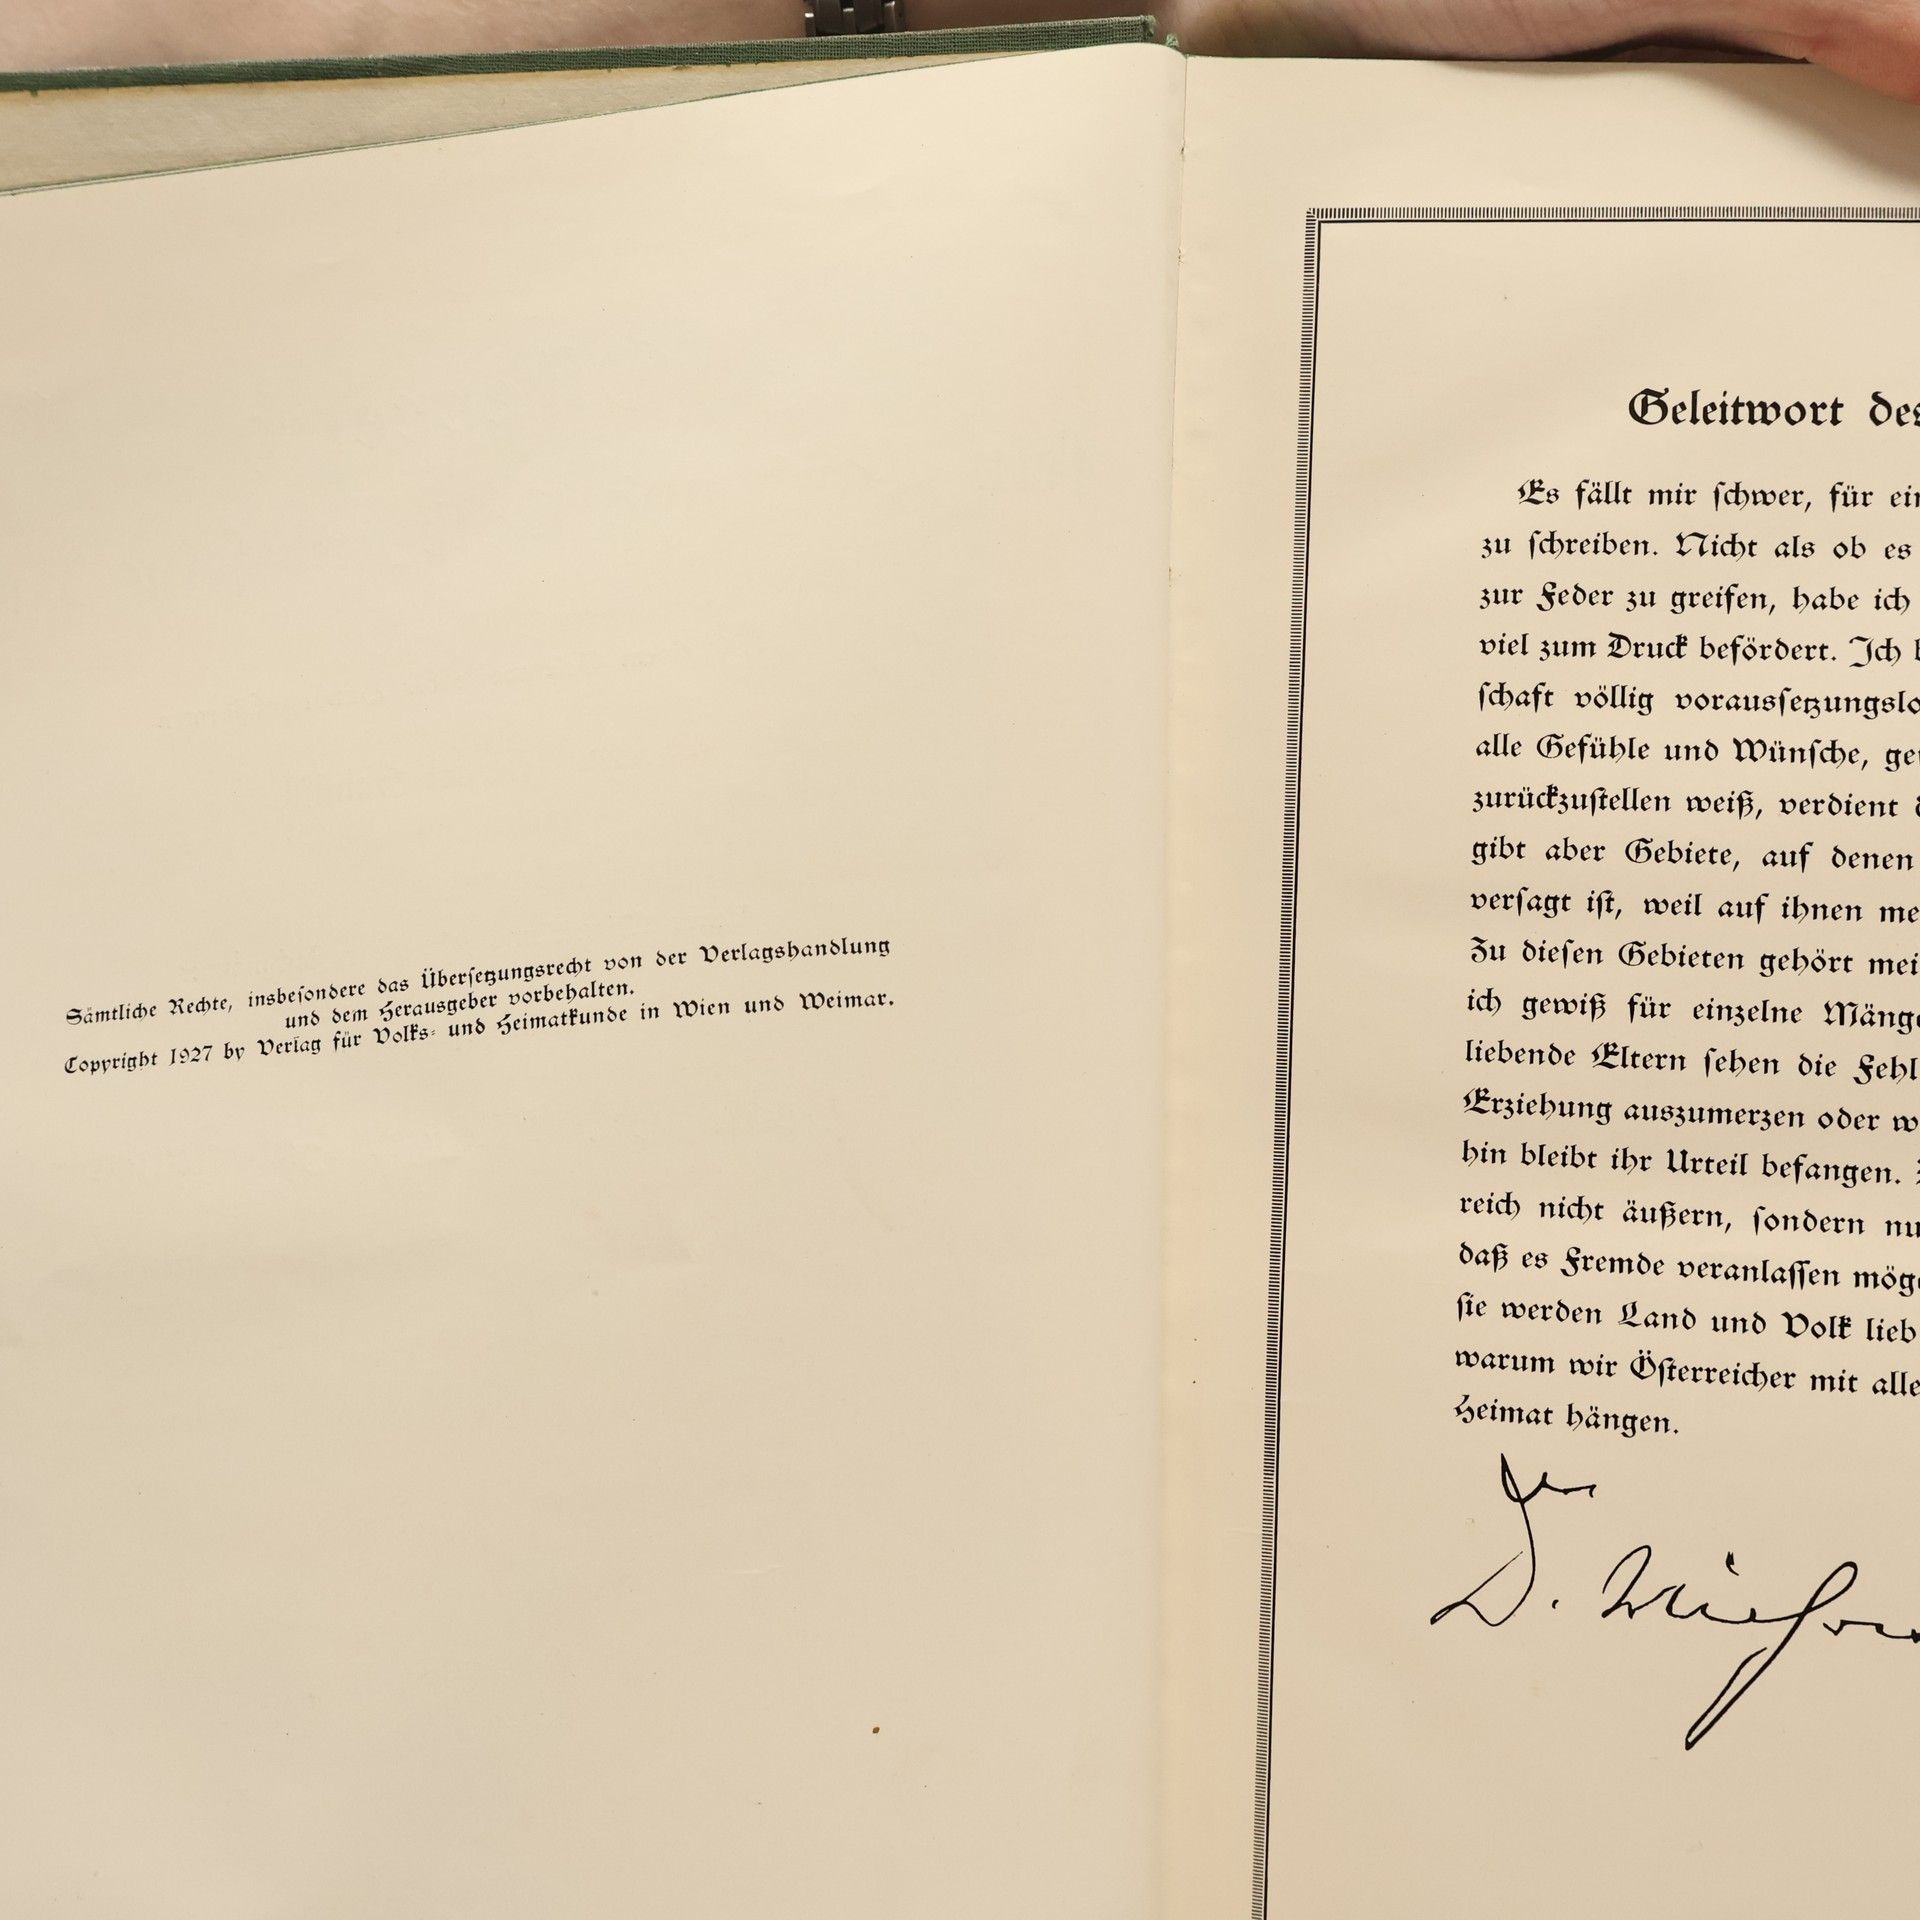 Sämtliche Rechte, insbesondere das Übersetzungsrecht von der Verlagshandlung
und dem Herausgeber vorbehalten.
Copyright 1927 by Verlag für Volks- und Heimatkunde in Wien und Weimar.
Geleitwort des
Es fällt mir schwer, für ein
zu schreiben. Nicht als ob es
zur Feder zu greifen, habe ich
viel zum Druck befördert. Ich
schaft völlig voraussetzungslo
alle Gefühle und Wünsche,
zurückzustellen weiß, verdient
gibt aber Gebiete, auf denen
versagt ist, weil auf ihnen me
Zu diesen Gebieten gehört mei
ich gewiß für einzelne Mänge
liebende Eltern sehen die Fehl
Erziehung auszumerzen oder w
hin bleibt ihr Urteil befangen.
reich nicht äußern, sondern nu
daß es Fremde veranlassen möge
sie werden Land und Volk lieb
warum wir Österreicher mit alle
Heimat hängen.